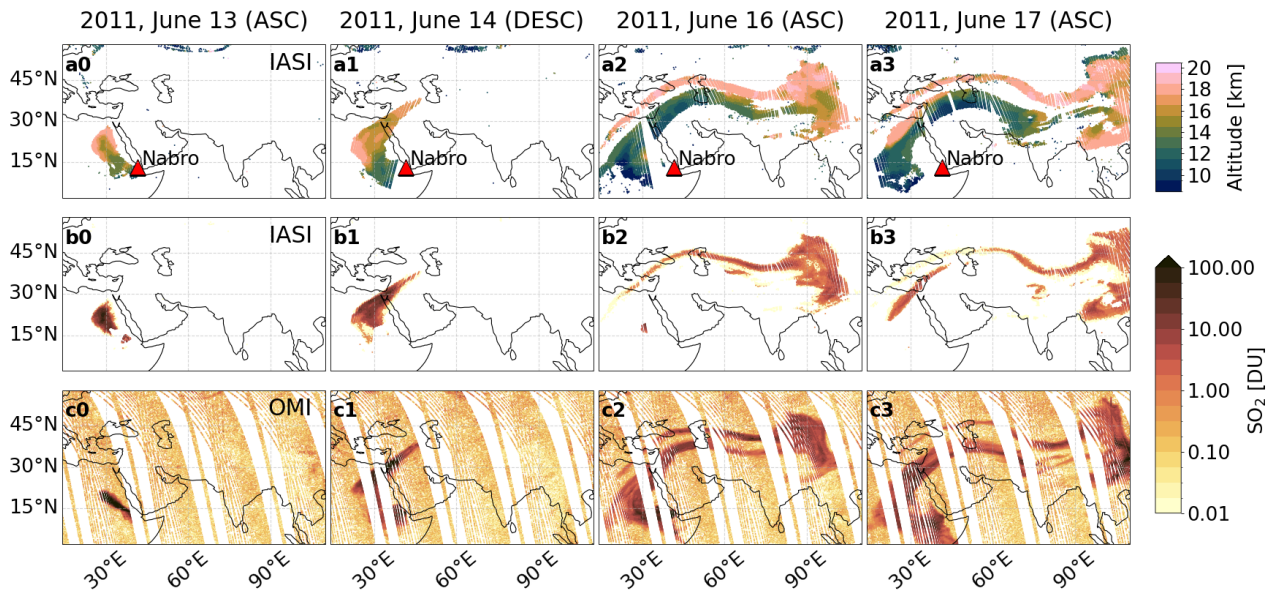 2011, June 13 (ASC) 2011, June 14 (DESC) 2011, June 16 (ASC) 2011, June 17 (ASC)
a0 IASI a1 a2 a3
45°N
30°N
15°N
Nabro Nabro Nabro Nabro
20
18
16
14
12
10
Altitude [km]
b0 IASI b1 b2 b3
45°N
30°N
15°N
c0 OMI c1 c2 c3
45°N
30°N
15°N
100.00
10.00
1.00
0.10
0.01
SO₂ [DU]
30°E 60°E 90°E 30°E 60°E 90°E 30°E 60°E 90°E 30°E 60°E 90°E